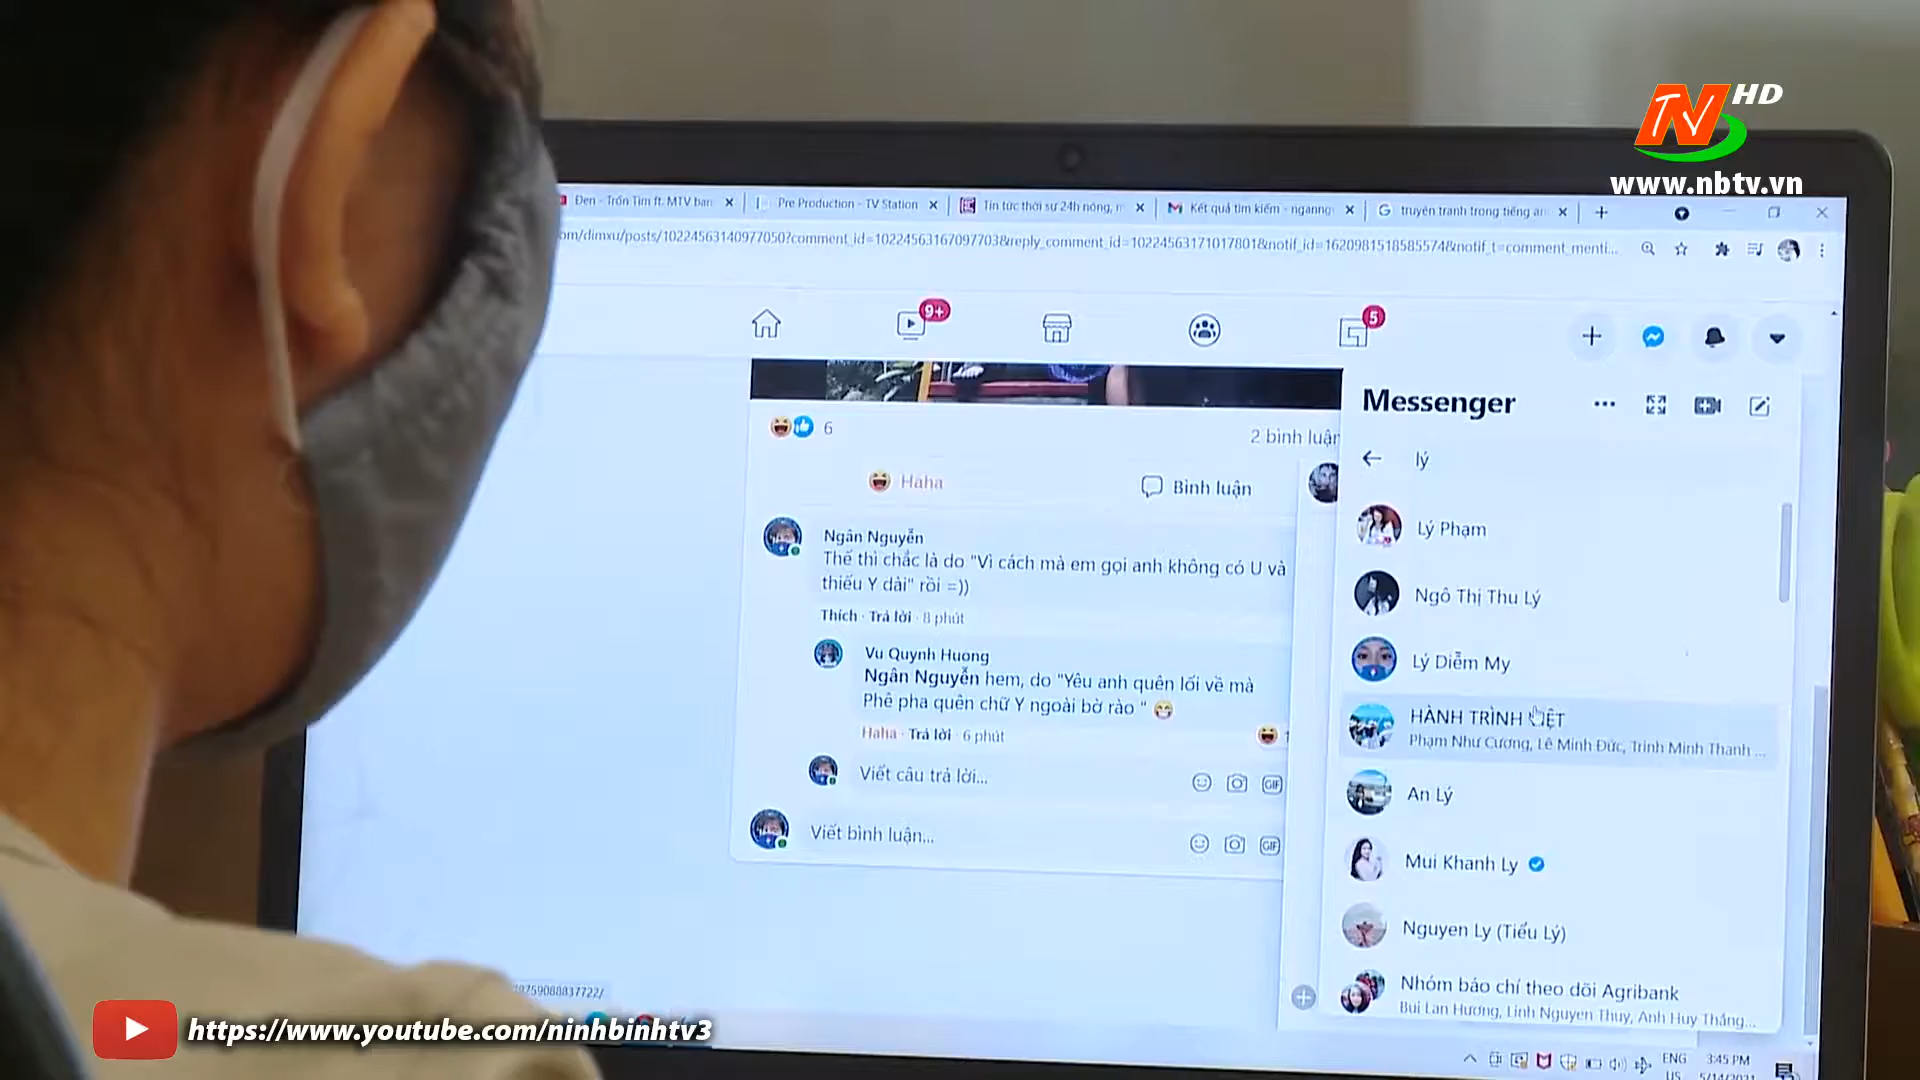 TV
HD
www.nbtv.vn
Đen - Trốn Tìm ft. MTV ban
Pre Production - TV Station
Tin tức thời sự 24h nóng,
Kết quả tìm kiếm - nganng
truyện tranh trong tiếng an
om/dimxu/posts/10224563140977050?comment_id=10224563167097703&reply_comment_id=10224563171017801&notif_id=1620981518585574&notif_t=comment_menti...
9+
5
Messenger
6
2 bình luận
lý
Haha
Bình luận
Lý Phạm
Ngân Nguyễn
Thế thì chắc là do "Vì cách mà em gọi anh không có U và
thiếu Y dài" rồi =))
Thích · Trả lời · 8 phút
Ngô Thị Thu Lý
Vu Quynh Huong
Ngân Nguyễn hem, do "Yêu anh quên lối về mà
Phê pha quên chữ Y ngoài bờ rào "
Haha · Trả lời · 6 phút
Lý Diễm My
HÀNH TRÌNH
Phạm Như Cương, Lê Minh Đức, Trinh Minh Thanh ...
Viết câu trả lời...
GIF
An Lý
Viết bình luận...
GIF
Mui Khanh Ly
Nguyen Ly (Tiểu Lý)
Nhóm báo chí theo dõi Agribank
Bui Lan Hương, Linh Nguyen Thuy, Anh Huy Thắng...
759088837722/
https://www.youtube.com/ninhbinhtv3
ENG
US
3:45 PM
5/14/2021